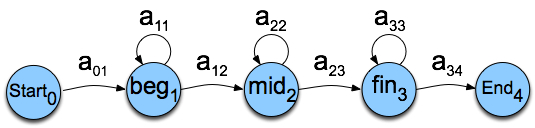 a11 a22 a33
a01 a12 a23 a34
Start0 beg1 mid2 fin3 End4